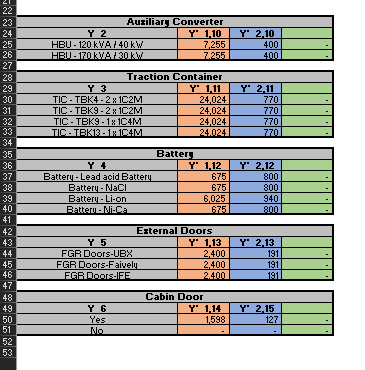 21
22
23 Auxiliary Converter
24 Y 2 Y' 1,10 Y' 2,10
25 HBU - 120 kVA / 40 kW 7,255 400 -
26 HBU - 170 kVA / 30 kW 7,255 400 -
27
28 Traction Container
29 Y 3 Y' 1,11 Y' 2,11
30 TIC - TBK4 - 2 x 1C2M 24,024 770 -
31 TIC - TBK9 - 2 x 1C2M 24,024 770 -
32 TIC - TBK9 - 1 x 1C4M 24,024 770 -
33 TIC - TBK13 - 1 x 1C4M 24,024 770 -
34
35 Battery
36 Y 4 Y' 1,12 Y' 2,12
37 Battery - Lead acid Battery 675 800 -
38 Battery - NaCl 675 800 -
39 Battery - Li-on 6,025 940 -
40 Battery - Ni-Ca 675 800 -
41
42 External Doors
43 Y 5 Y' 1,13 Y' 2,13
44 FGR Doors-UBX 2,400 191 -
45 FGR Doors-Faively 2,400 191 -
46 FGR Doors-IFE 2,400 191 -
47
48 Cabin Door
49 Y 6 Y' 1,14 Y' 2,15
50 Yes 1,598 127 -
51 No - - -
52
53